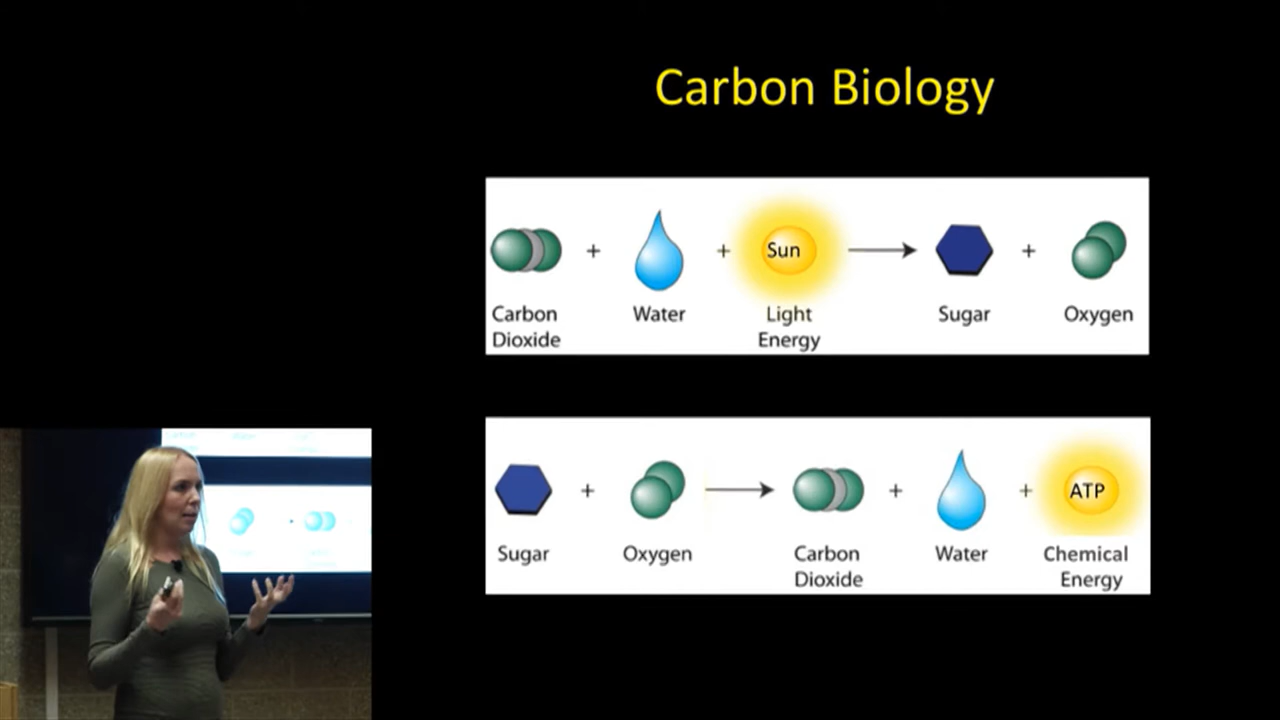 Carbon Biology
+ + Sun +
Carbon Water Light Sugar Oxygen
Dioxide Energy
+ + + ATP
Sugar Oxygen Carbon Water Chemical
Dioxide Energy